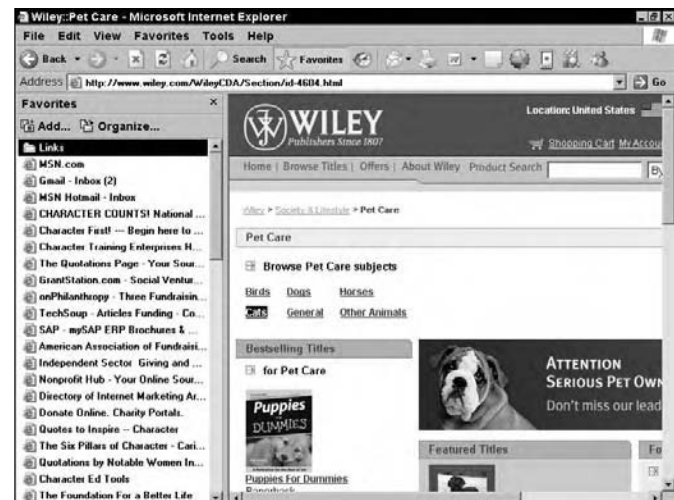 Wiley::Pet Care - Microsoft Internet Explorer
File Edit View Favorites Tools Help
Back Search Favorites
Address http://www.wiley.com/WileyCDA/Section/id-4604.html Go
Favorites ×
Add... Organize...
Links
MSN.com
Gmail - Inbox (2)
MSN Hotmail - Inbox
CHARACTER COUNTS! National ...
Character First! --- Begin here to ...
Character Training Enterprises H...
The Quotations Page - Your Sour...
GrantStation.com - Social Ventur...
onPhilanthropy - Three Fundraisin...
TechSoup - Articles Funding - Co...
SAP - mySAP ERP Brochures & ...
American Association of Fundraisi...
Independent Sector Giving and ...
Nonprofit Hub - Your Online Sour...
Directory of Internet Marketing Ar...
Donate Online. Charity Portals.
Quotes to Inspire -- Character
The Six Pillars of Character - Cari...
Quotations by Notable Women In...
Character Ed Tools
The Foundation For a Better Life
WILEY
Publishers Since 1807
Location: United States
Shopping Cart My Accou
Home | Browse Titles | Offers | About Wiley Product Search By
Wiley > Society & Lifestyle > Pet Care
Pet Care
Browse Pet Care subjects
Birds Dogs Horses
Cats General Other Animals
Bestselling Titles
for Pet Care
Puppies
FOR
DUMMIES
Puppies For Dummies
Paperback
ATTENTION
SERIOUS PET OWN
Don't miss our lead
Featured Titles
Fo